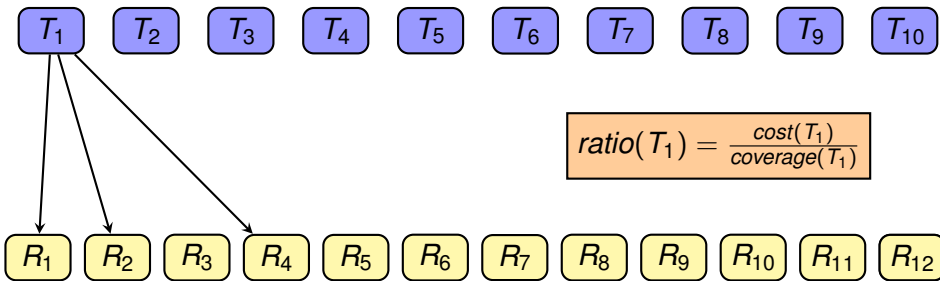 T1 T2 T3 T4 T5 T6 T7 T8 T9 T10
ratio(T1) = cost(T1) / coverage(T1)
R1 R2 R3 R4 R5 R6 R7 R8 R9 R10 R11 R12